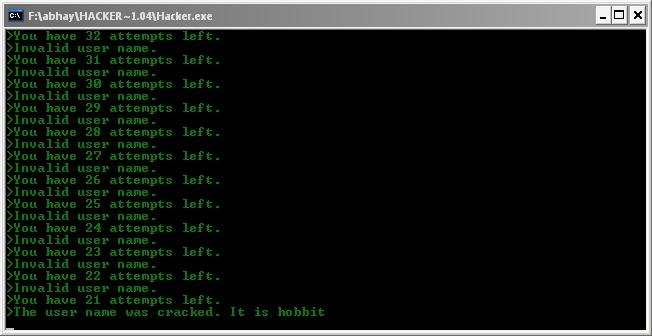 F:\abhay\HACKER~1.04\Hacker.exe
>You have 32 attempts left.
>Invalid user name.
>You have 31 attempts left.
>Invalid user name.
>You have 30 attempts left.
>Invalid user name.
>You have 29 attempts left.
>Invalid user name.
>You have 28 attempts left.
>Invalid user name.
>You have 27 attempts left.
>Invalid user name.
>You have 26 attempts left.
>Invalid user name.
>You have 25 attempts left.
>Invalid user name.
>You have 24 attempts left.
>Invalid user name.
>You have 23 attempts left.
>Invalid user name.
>You have 22 attempts left.
>Invalid user name.
>You have 21 attempts left.
>The user name was cracked. It is hobbit